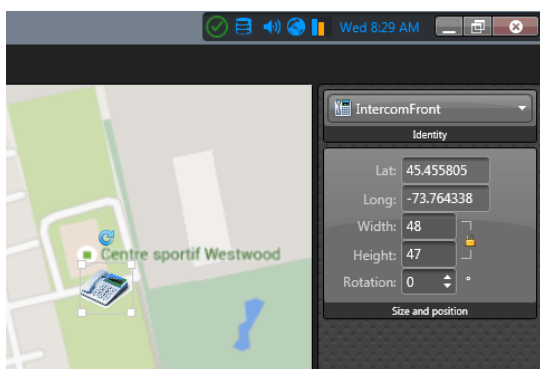 Wed 8:29 AM
IntercomFront
Identity
Lat: 45.455805
Long: -73.764338
Width: 48
Height: 47
Rotation: 0 °
Size and position
Centre sportif Westwood